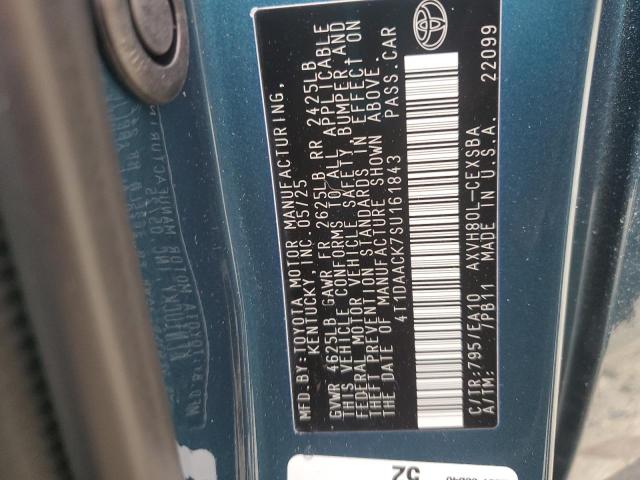 MFD. BY: TOYOTA MOTOR MANUFACTURING,
KENTUCKY, INC. 05/25
GVWR 4625LB GAWR FR 2625LB RR 2425LB
THIS VEHICLE CONFORMS TO ALL APPLICABLE
FEDERAL MOTOR VEHICLE SAFETY, BUMPER, AND
THEFT PREVENTION STANDARDS IN EFFECT ON
THE DATE OF MANUFACTURE SHOWN ABOVE.
4T1DAACK7SU161843 PASS. CAR
C/TR: 795/EA10 AXVH80L-CEXSBA
A/TM: /PB11 MADE IN U.S.A. 22099
52